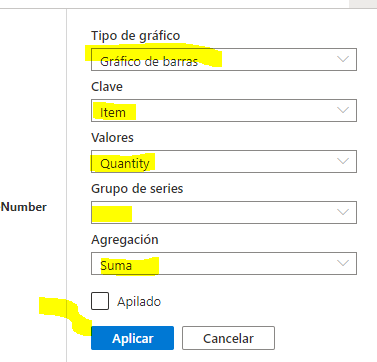 Tipo de gráfico
Gráfico de barras
Clave
Item
Valores
Quantity
Number
Grupo de series
Agregación
Suma
Apilado
Aplicar
Cancelar